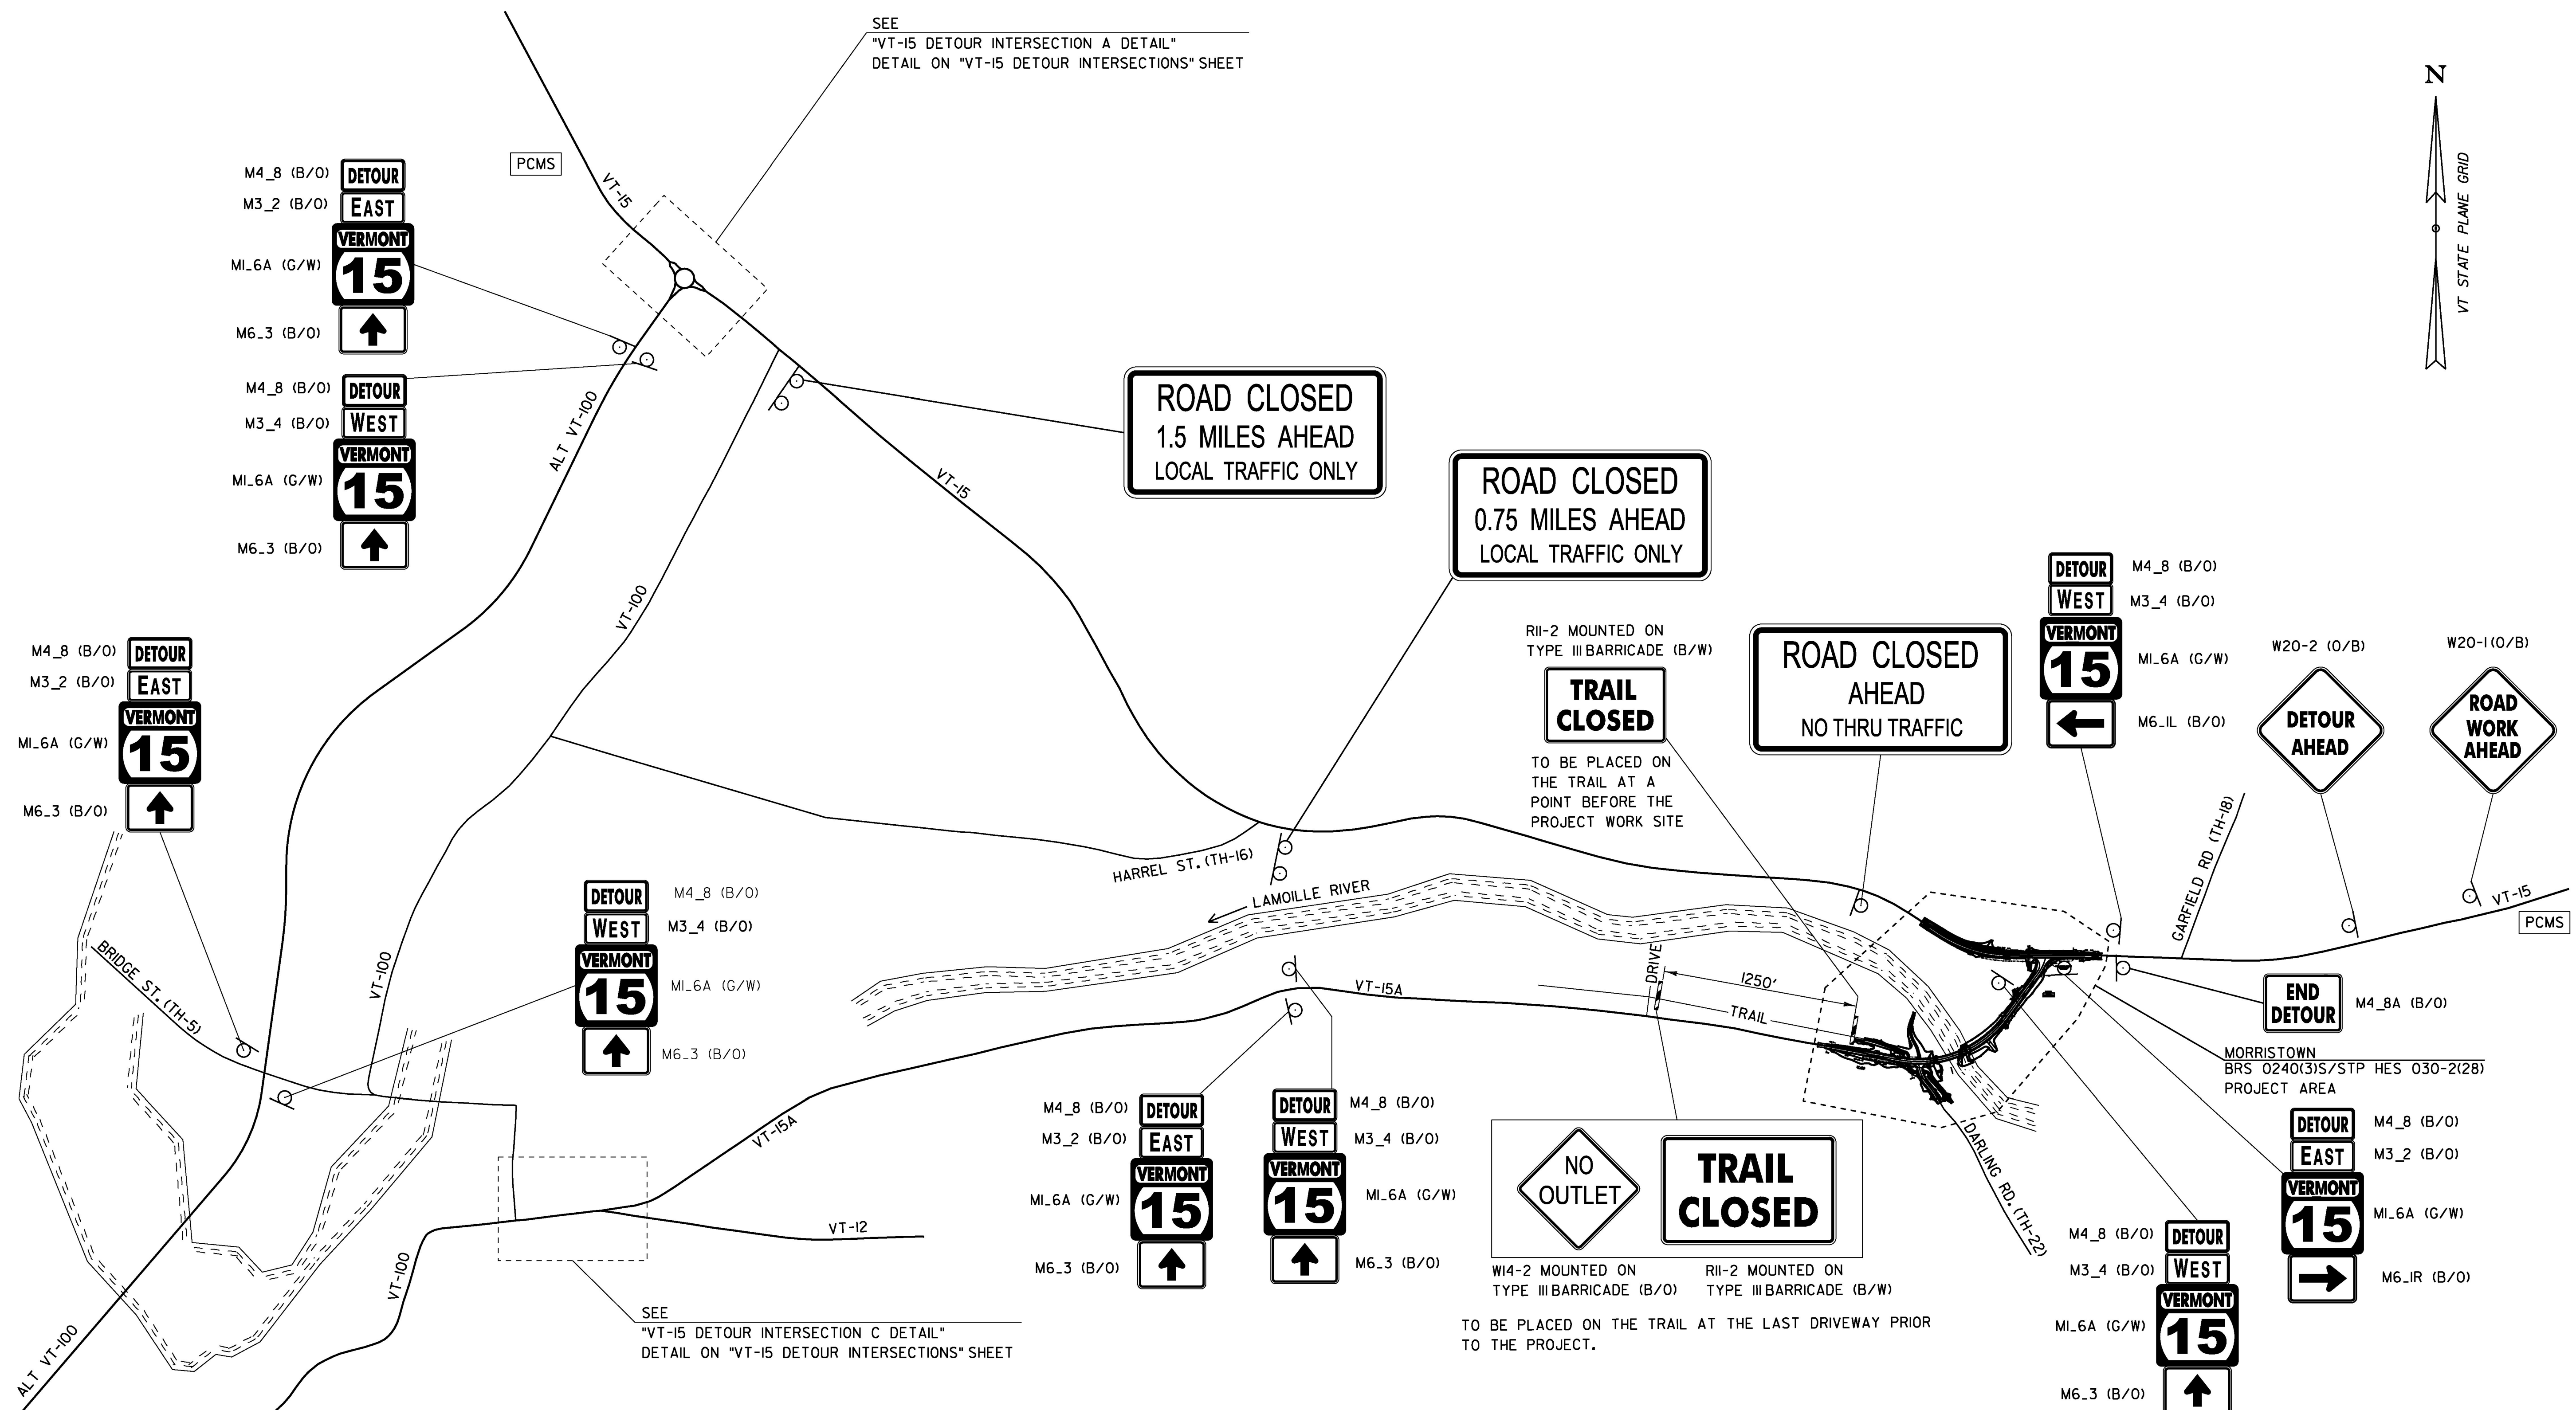 SEE
"VT-15 DETOUR INTERSECTION A DETAIL"
DETAIL ON "VT-15 DETOUR INTERSECTIONS" SHEET
N
VT STATE PLANE GRID
PCMS
VT-15
M4_8 (B/O)
DETOUR
M3_2 (B/O)
EAST
VERMONT
M1_6A (G/W)
15
M6_3 (B/O)
M4_8 (B/O)
DETOUR
M3_4 (B/O)
WEST
VERMONT
M1_6A (G/W)
15
M6_3 (B/O)
ALT VT-100
VT-100
VT-15
ROAD CLOSED
1.5 MILES AHEAD
LOCAL TRAFFIC ONLY
ROAD CLOSED
0.75 MILES AHEAD
LOCAL TRAFFIC ONLY
R11-2 MOUNTED ON
TYPE III BARRICADE (B/W)
TRAIL
CLOSED
TO BE PLACED ON
THE TRAIL AT A
POINT BEFORE THE
PROJECT WORK SITE
ROAD CLOSED
AHEAD
NO THRU TRAFFIC
DETOUR
M4_8 (B/O)
WEST
M3_4 (B/O)
VERMONT
15
M1_6A (G/W)
M6_1L (B/O)
W20-2 (O/B)
DETOUR
AHEAD
W20-1 (O/B)
ROAD
WORK
AHEAD
GARFIELD RD (TH-18)
VT-15
PCMS
M4_8 (B/O)
DETOUR
M3_2 (B/O)
EAST
VERMONT
M1_6A (G/W)
15
M6_3 (B/O)
HARREL ST. (TH-16)
LAMOILLE RIVER
BRIDGE ST. (TH-5)
VT-100
DETOUR
M4_8 (B/O)
WEST
M3_4 (B/O)
VERMONT
15
M1_6A (G/W)
M6_3 (B/O)
VT-15A
DRIVE
1250'
TRAIL
END
DETOUR
M4_8A (B/O)
MORRISTOWN
BRS 0240(3)S/STP HES 030-2(28)
PROJECT AREA
VT-15A
VT-12
VT-100
ALT VT-100
SEE
"VT-15 DETOUR INTERSECTION C DETAIL"
DETAIL ON "VT-15 DETOUR INTERSECTIONS" SHEET
M4_8 (B/O)
DETOUR
M3_2 (B/O)
EAST
VERMONT
M1_6A (G/W)
15
M6_3 (B/O)
DETOUR
M4_8 (B/O)
WEST
M3_4 (B/O)
VERMONT
15
M1_6A (G/W)
M6_3 (B/O)
NO
OUTLET
TRAIL
CLOSED
W14-2 MOUNTED ON
TYPE III BARRICADE (B/O)
R11-2 MOUNTED ON
TYPE III BARRICADE (B/W)
TO BE PLACED ON THE TRAIL AT THE LAST DRIVEWAY PRIOR
TO THE PROJECT.
DARLING RD. (TH-22)
DETOUR
M4_8 (B/O)
EAST
M3_2 (B/O)
VERMONT
15
M1_6A (G/W)
M6_1R (B/O)
M4_8 (B/O)
DETOUR
M3_4 (B/O)
WEST
VERMONT
M1_6A (G/W)
15
M6_3 (B/O)